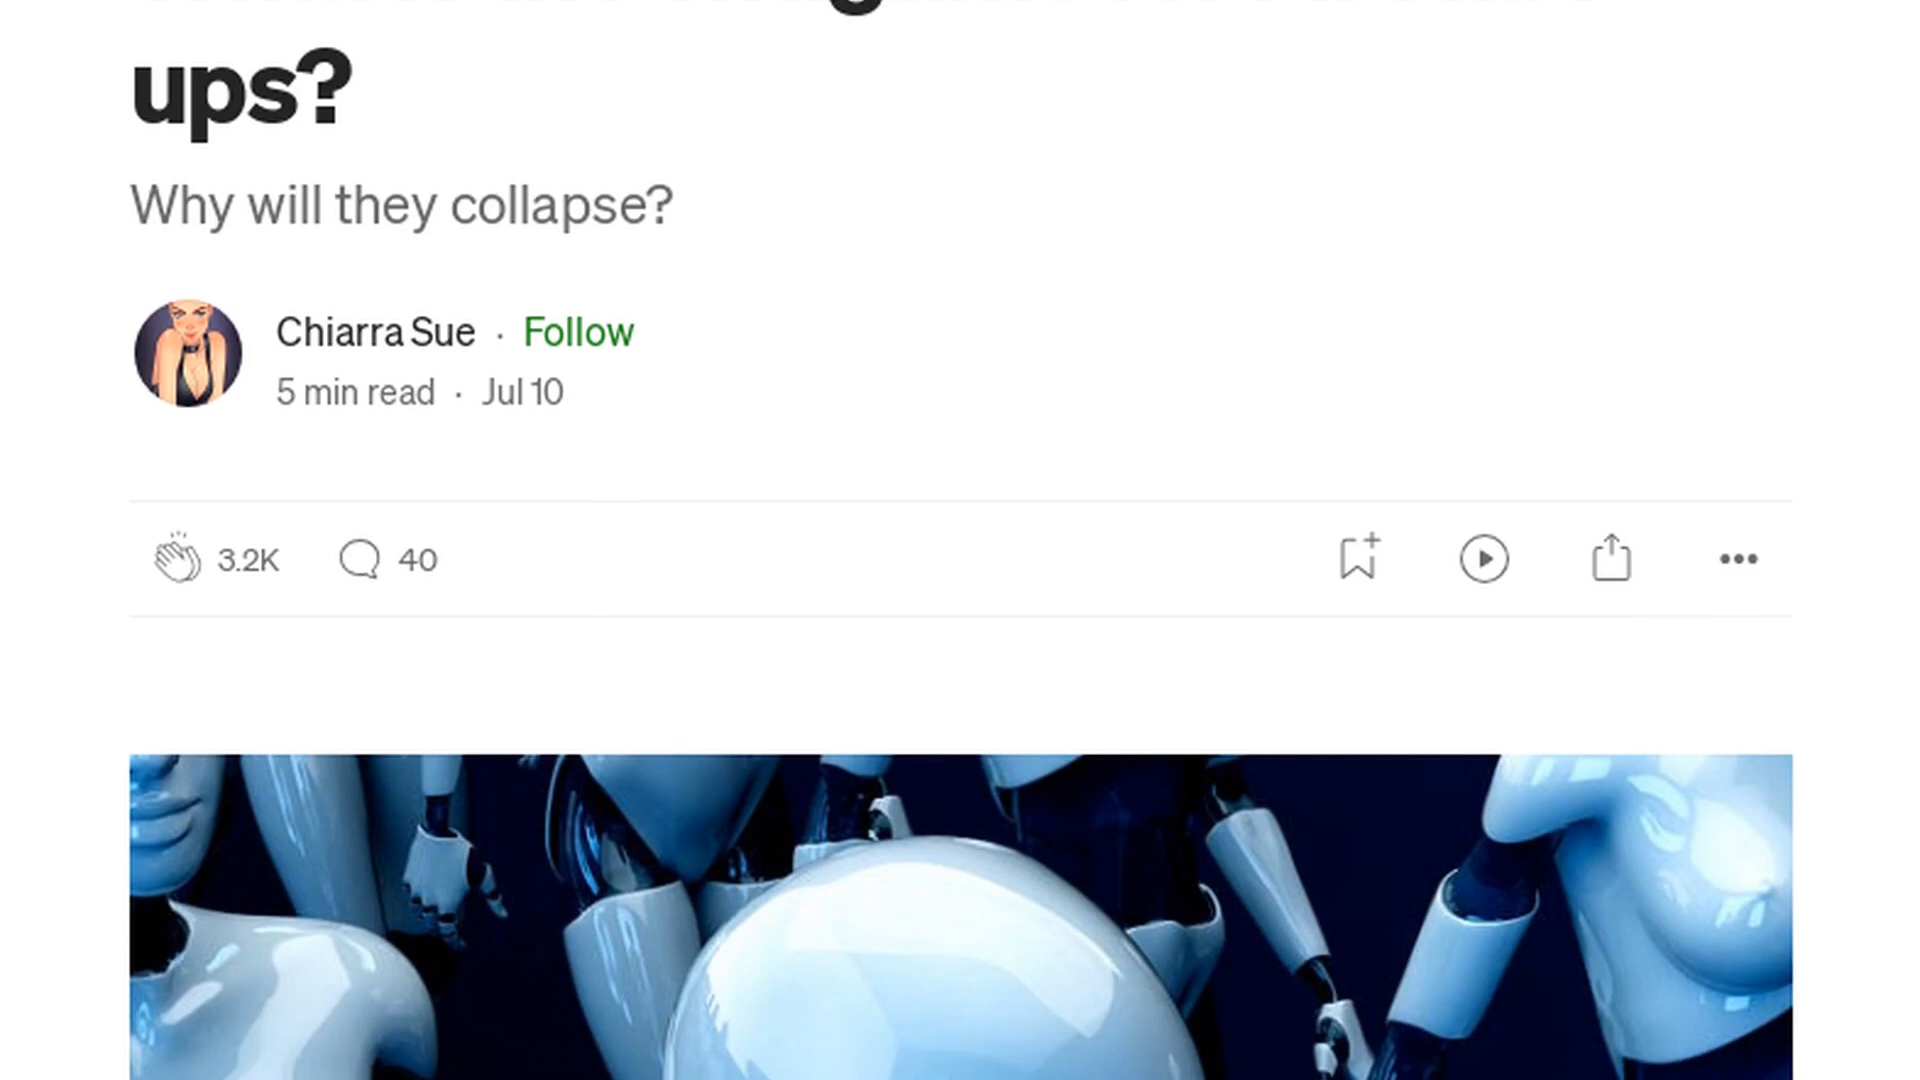 ups?
Why will they collapse?
Chiarra Sue · Follow
5 min read · Jul 10
3.2K 40